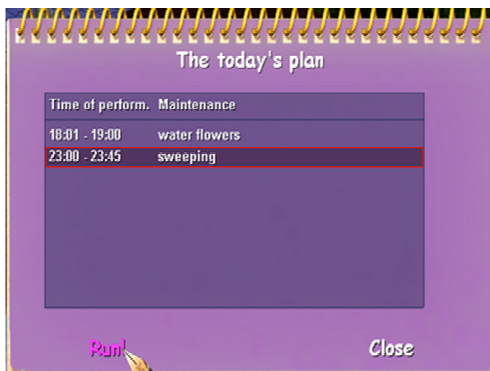 The today's plan
Time of perform. Maintenance
18:01 - 19:00 water flowers
23:00 - 23:45 sweeping
Run! Close